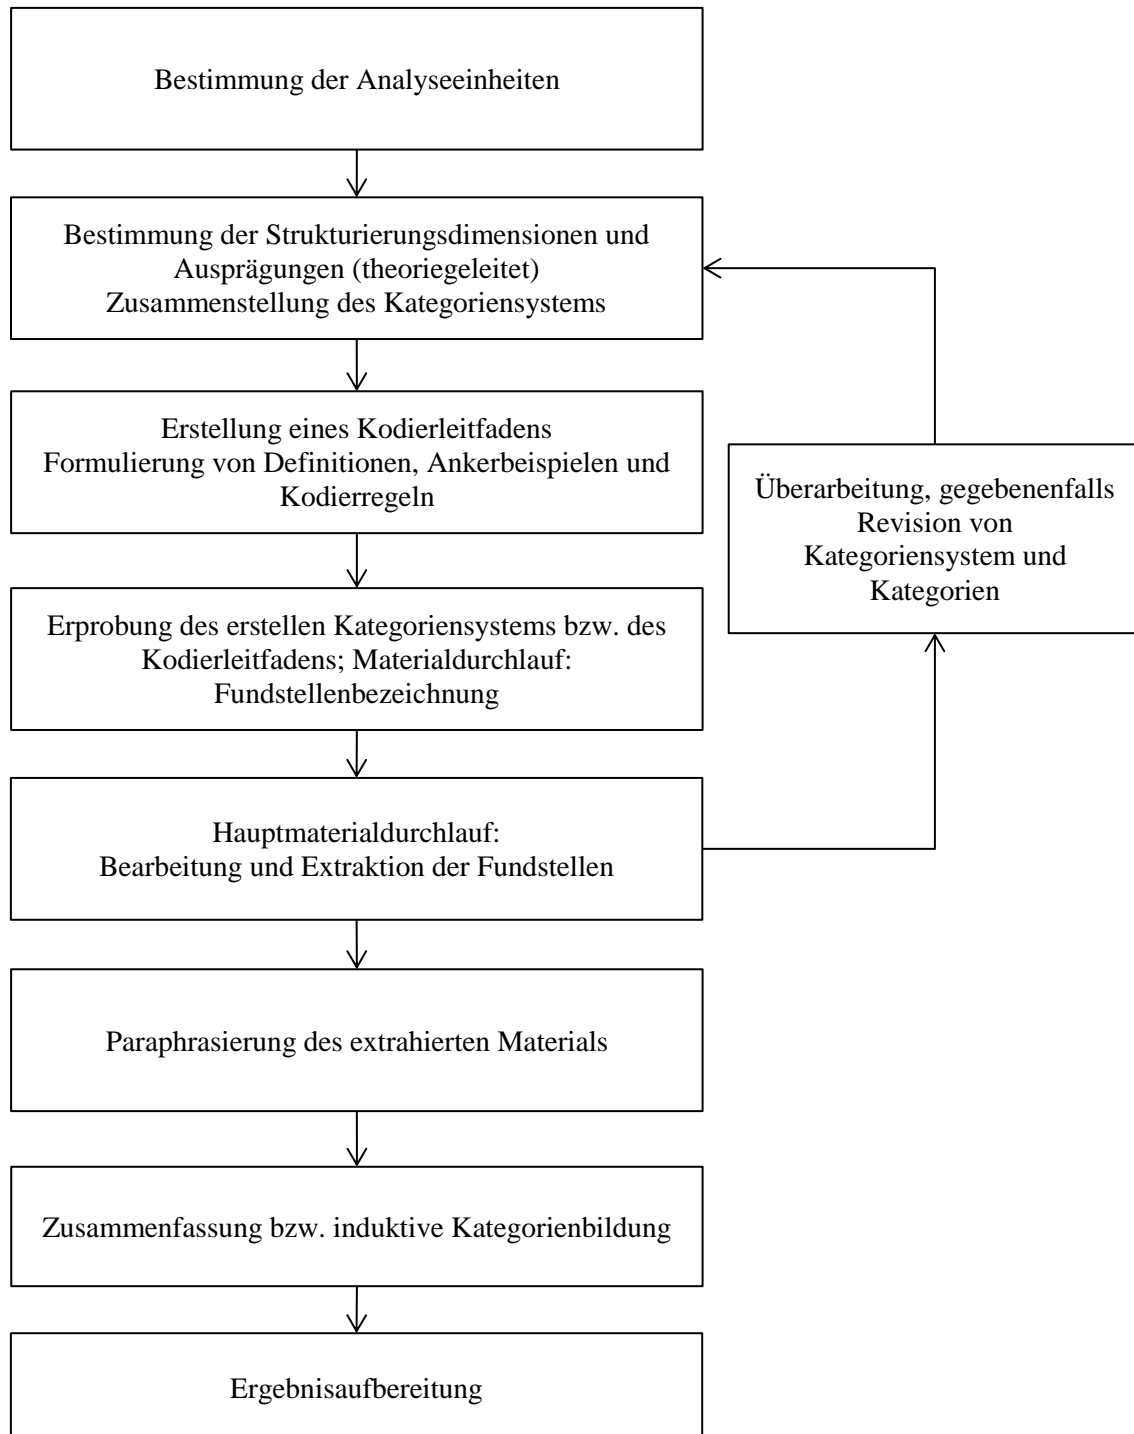 Bestimmung der Analyseeinheiten
Bestimmung der Strukturierungsdimensionen und
Ausprägungen (theoriegeleitet)
Zusammenstellung des Kategoriensystems
Erstellung eines Kodierleitfadens
Formulierung von Definitionen, Ankerbeispielen und
Kodierregeln
Überarbeitung, gegebenenfalls
Revision von
Kategoriensystem und
Kategorien
Erprobung des erstellen Kategoriensystems bzw. des
Kodierleitfadens; Materialdurchlauf:
Fundstellenbezeichnung
Hauptmaterialdurchlauf:
Bearbeitung und Extraktion der Fundstellen
Paraphrasierung des extrahierten Materials
Zusammenfassung bzw. induktive Kategorienbildung
Ergebnisaufbereitung